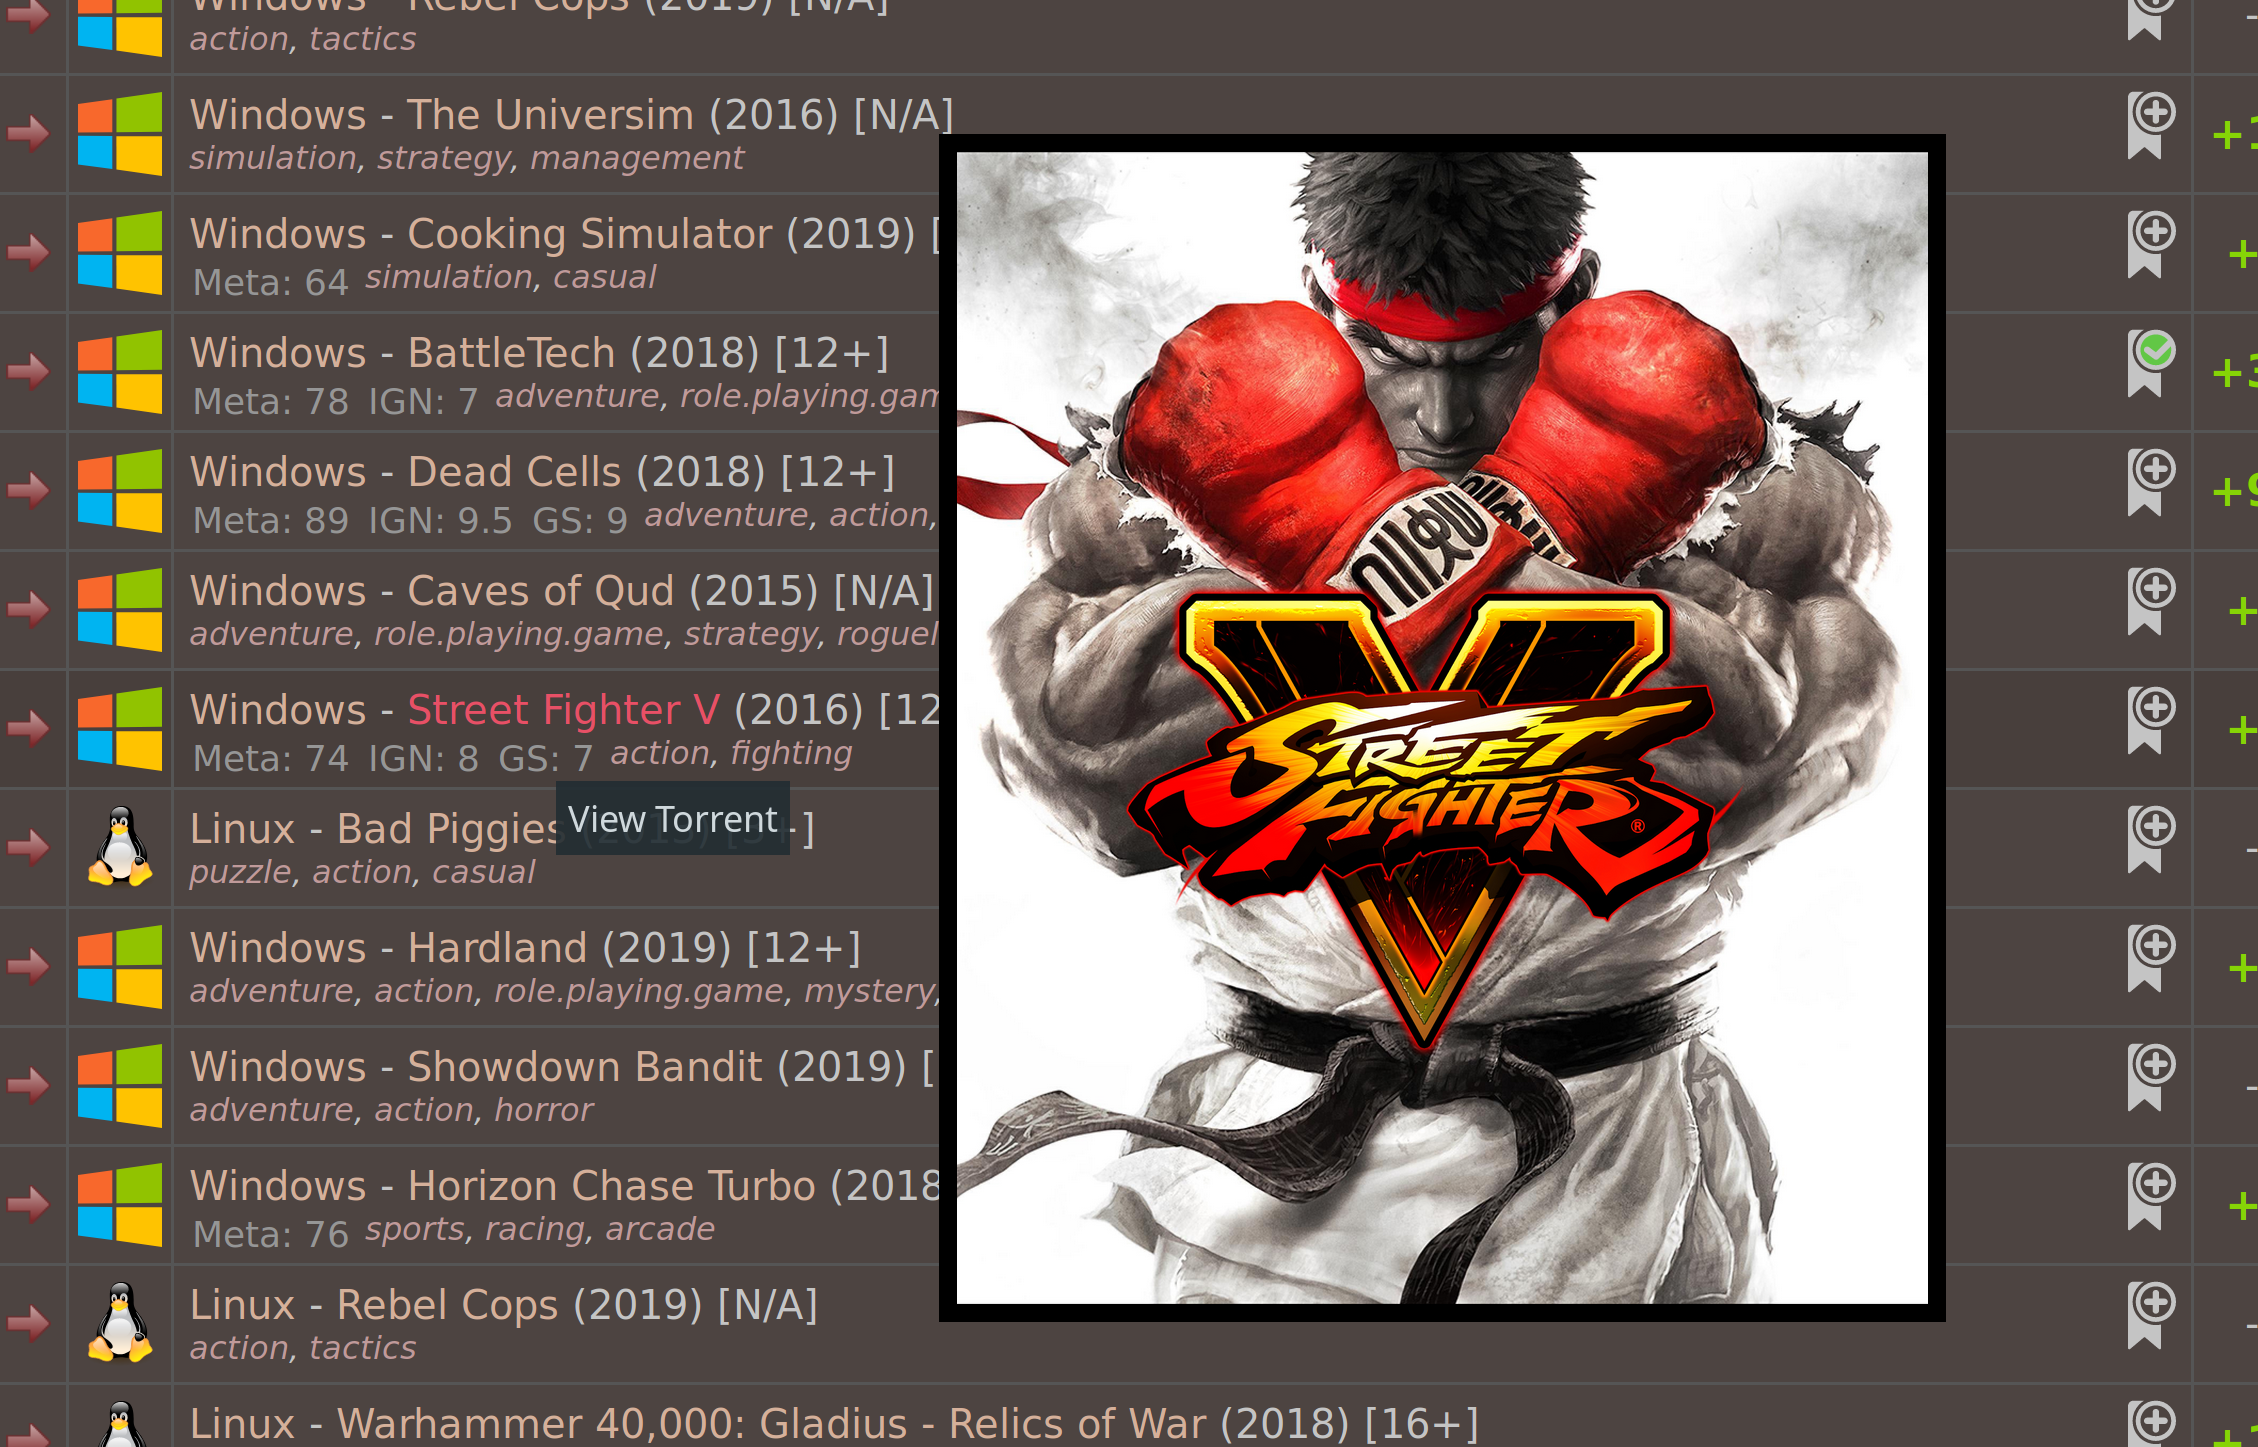 Windows - Rebel Cops (2019) [N/A]
action, tactics
Windows - The Universim (2016) [N/A]
simulation, strategy, management
Windows - Cooking Simulator (2019) [
Meta: 64 simulation, casual
Windows - BattleTech (2018) [12+]
Meta: 78 IGN: 7 adventure, role.playing.gam
Windows - Dead Cells (2018) [12+]
Meta: 89 IGN: 9.5 GS: 9 adventure, action,
Windows - Caves of Qud (2015) [N/A]
adventure, role.playing.game, strategy, roguel
Windows - Street Fighter V (2016) [12
Meta: 74 IGN: 8 GS: 7 action, fighting
View Torrent
Linux - Bad Piggies
puzzle, action, casual
Windows - Hardland (2019) [12+]
adventure, action, role.playing.game, mystery,
Windows - Showdown Bandit (2019) [
adventure, action, horror
Windows - Horizon Chase Turbo (2018
Meta: 76 sports, racing, arcade
Linux - Rebel Cops (2019) [N/A]
action, tactics
Linux - Warhammer 40,000: Gladius - Relics of War (2018) [16+]
V
STREET
FIGHTER®